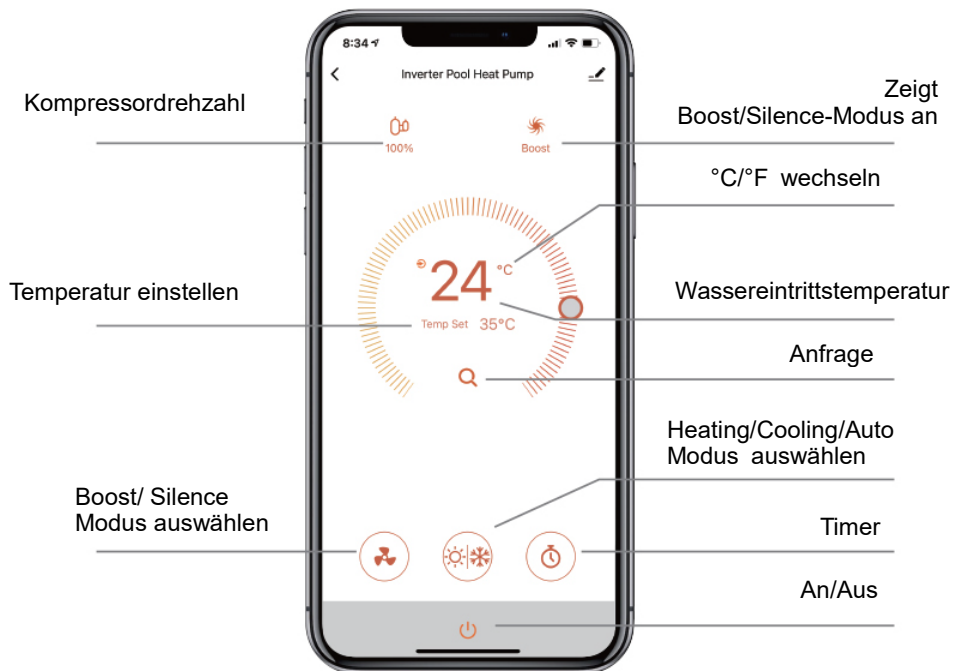 8:34
Inverter Pool Heat Pump
Kompressordrehzahl
Zeigt
Boost/Silence-Modus an
100%
Boost
°C/°F wechseln
24 °C
Temperatur einstellen
Wassereintrittstemperatur
Temp Set 35°C
Anfrage
Heating/Cooling/Auto
Modus auswählen
Boost/ Silence
Modus auswählen
Timer
An/Aus